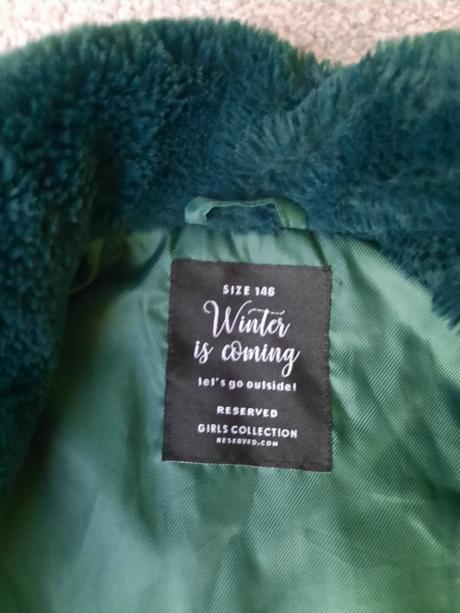 SIZE 146
Winter
is coming
let's go outside!
RESERVED
GIRLS COLLECTION
RESERVED.COM